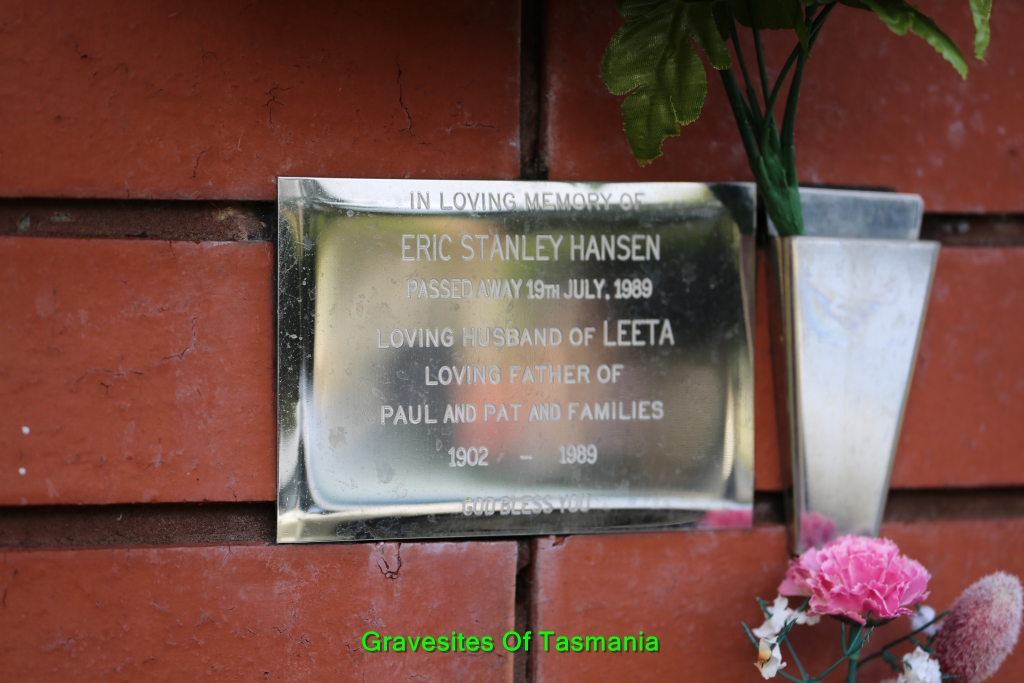 IN LOVING MEMORY OF
ERIC STANLEY HANSEN
PASSED AWAY 19TH JULY, 1989
LOVING HUSBAND OF LEETA
LOVING FATHER OF
PAUL AND PAT AND FAMILIES
1902 - 1989
GOD BLESS YOU
Gravesites Of Tasmania